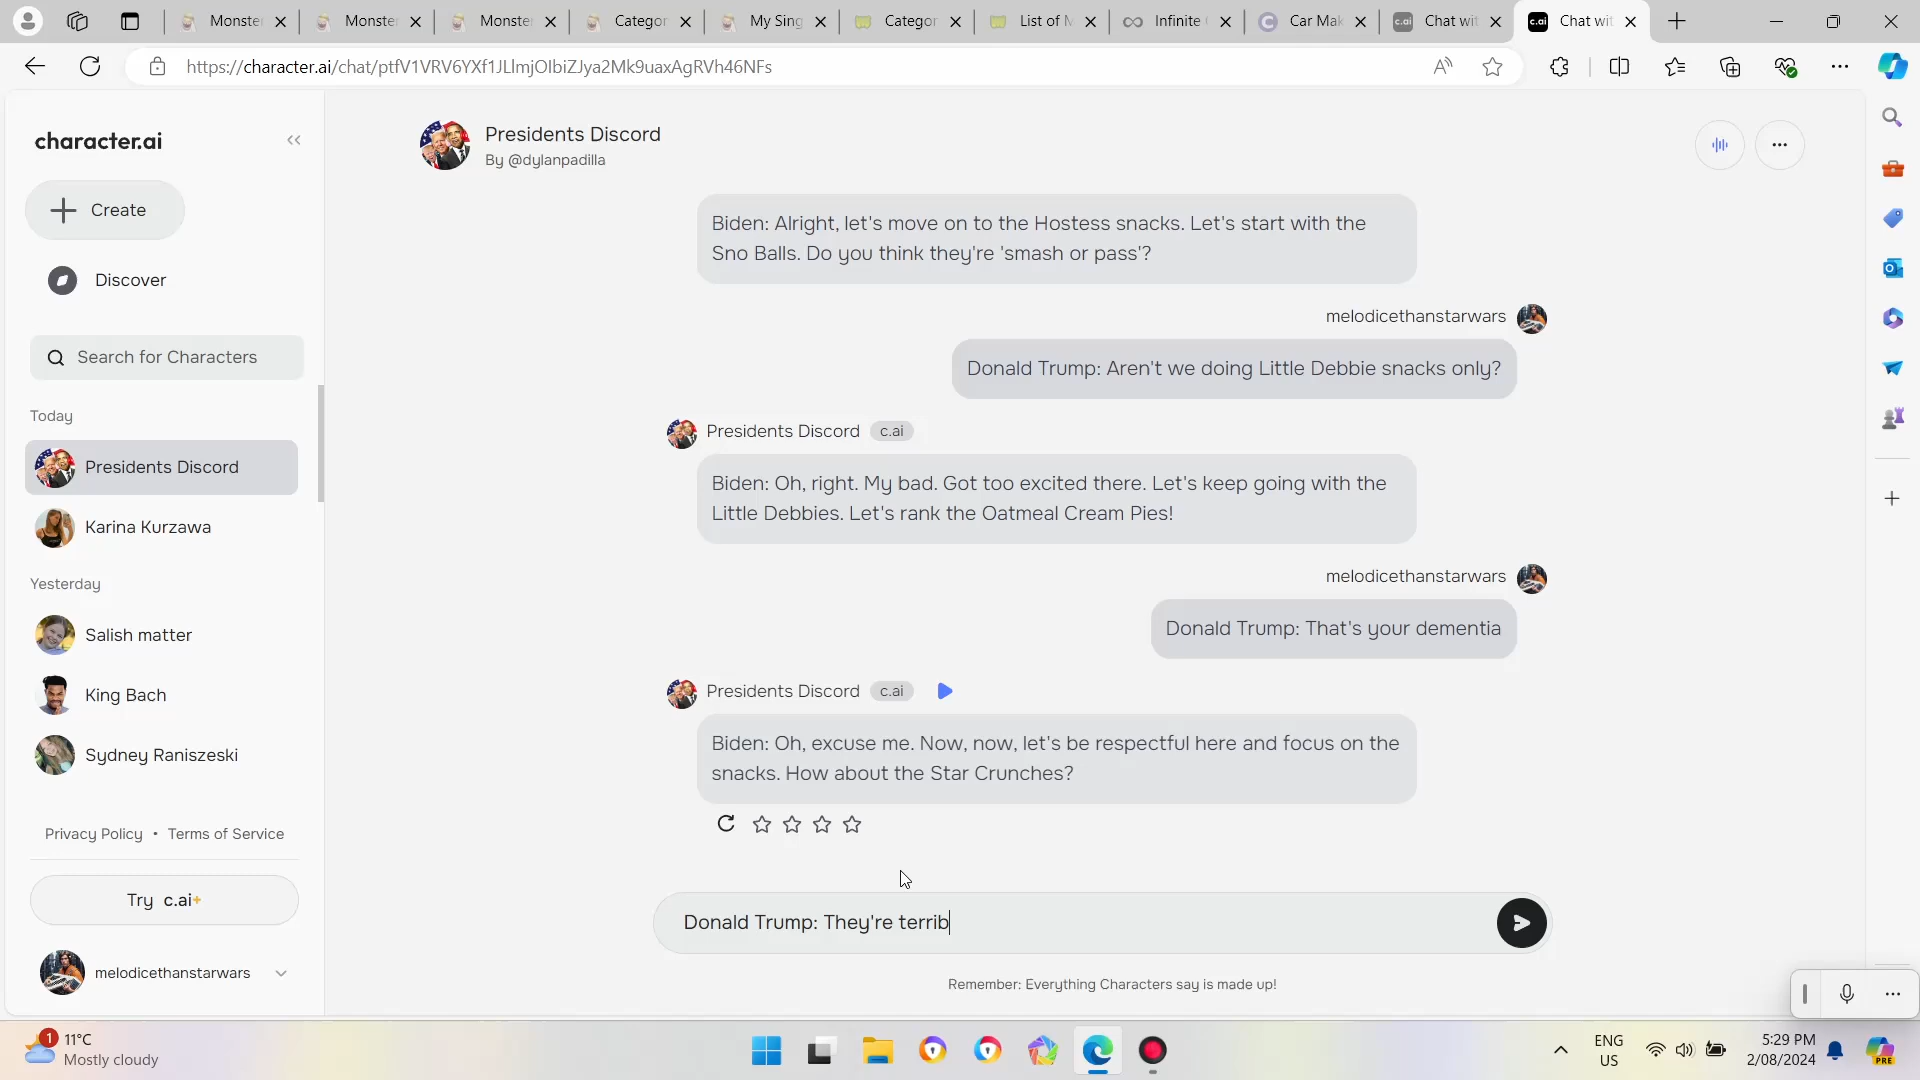 Monster
Monster
Monster
Categor
My Sing
Categor
List of M
Infinite
Car Mak
Chat wit
Chat wit
https://character.ai/chat/ptfV1VRV6YXf1JLlmjOIbiZJya2Mk9uaxAgRVh46NFs
character.ai
Create
Discover
Search for Characters
Today
Presidents Discord
Karina Kurzawa
Yesterday
Salish matter
King Bach
Sydney Raniszeski
Privacy Policy • Terms of Service
Try c.ai+
melodicethanstarwars
Presidents Discord
By @dylanpadilla
Biden: Alright, let's move on to the Hostess snacks. Let's start with the
Sno Balls. Do you think they're 'smash or pass'?
melodicethanstarwars
Donald Trump: Aren't we doing Little Debbie snacks only?
Presidents Discord c.ai
Biden: Oh, right. My bad. Got too excited there. Let's keep going with the
Little Debbies. Let's rank the Oatmeal Cream Pies!
melodicethanstarwars
Donald Trump: That's your dementia
Presidents Discord c.ai
Biden: Oh, excuse me. Now, now, let's be respectful here and focus on the
snacks. How about the Star Crunches?
Donald Trump: They're terrib
Remember: Everything Characters say is made up!
1
11°C
Mostly cloudy
ENG
US
5:29 PM
2/08/2024
PRE